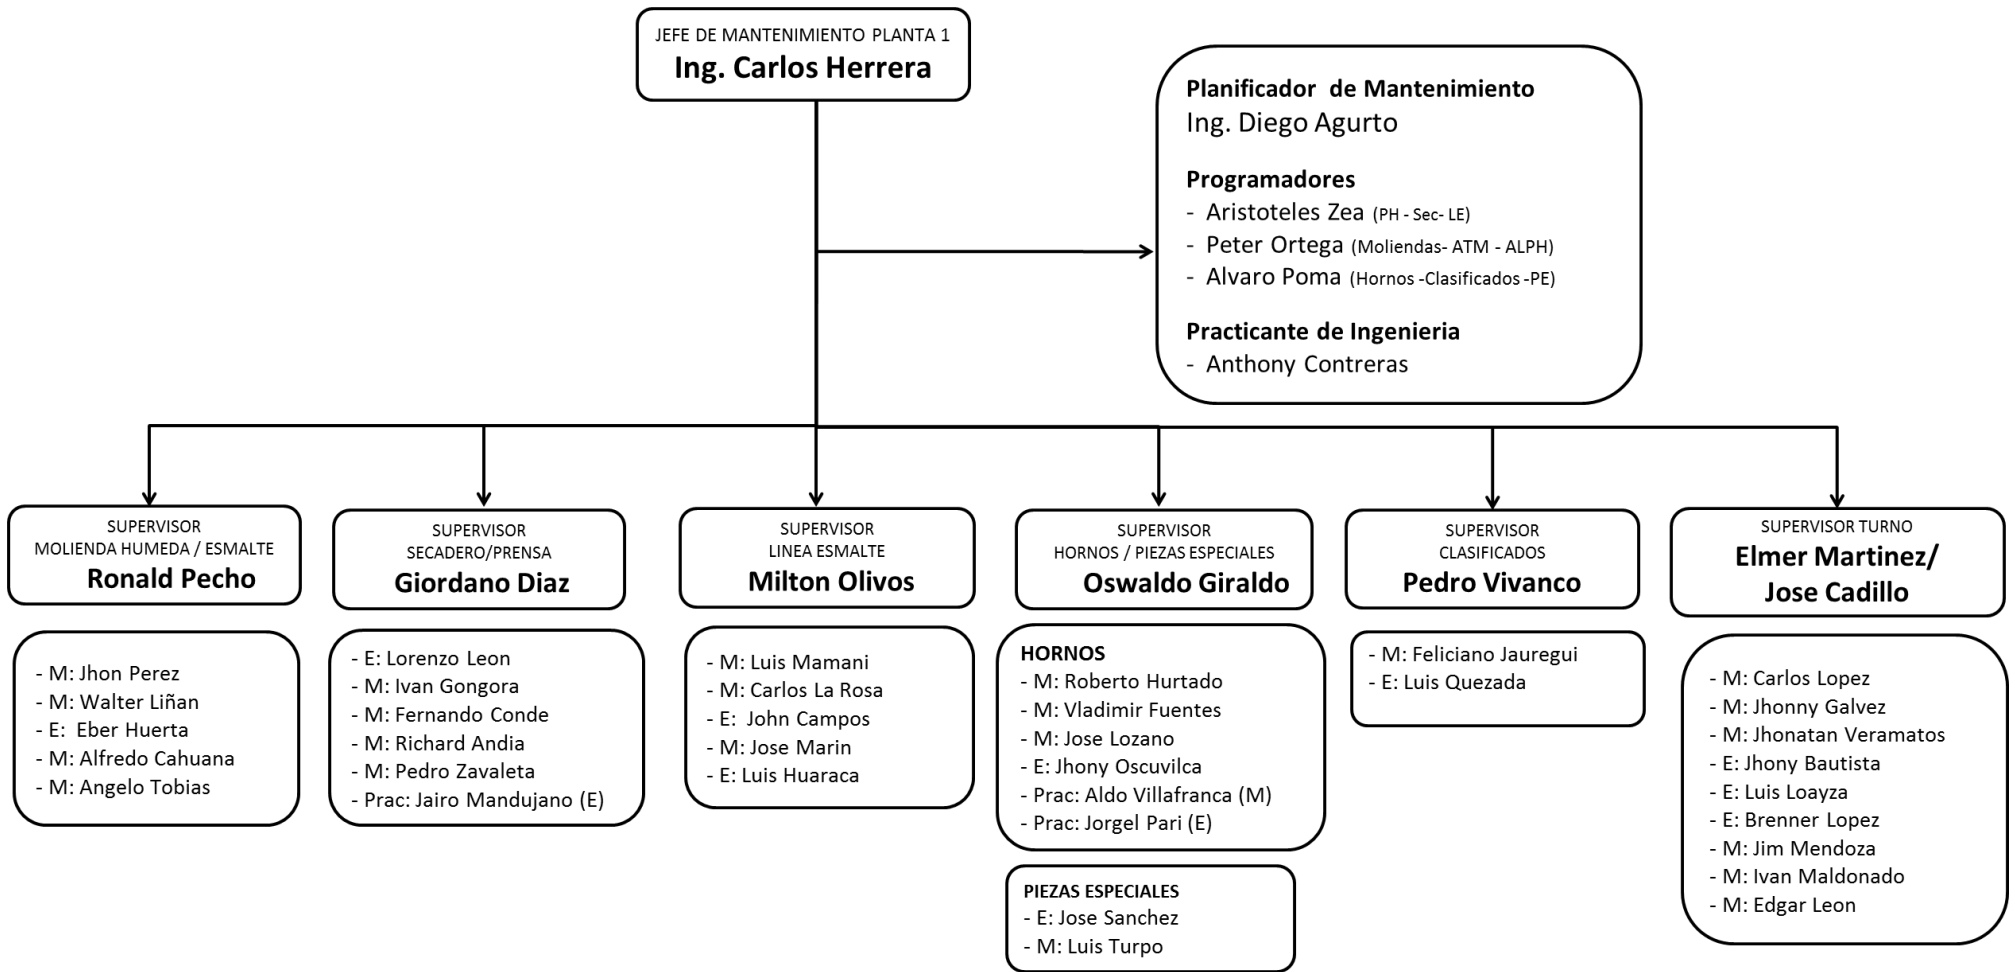 JEFE DE MANTENIMIENTO PLANTA 1
Ing. Carlos Herrera
Planificador de Mantenimiento
Ing. Diego Agurto
Programadores
- Aristoteles Zea (PH - Sec- LE)
- Peter Ortega (Moliendas- ATM - ALPH)
- Alvaro Poma (Hornos -Clasificados -PE)
Practicante de Ingenieria
- Anthony Contreras
SUPERVISOR
MOLIENDA HUMEDA / ESMALTE
Ronald Pecho
- M: Jhon Perez
- M: Walter Liñan
- E: Eber Huerta
- M: Alfredo Cahuana
- M: Angelo Tobias
SUPERVISOR
SECADERO/PRENSA
Giordano Diaz
- E: Lorenzo Leon
- M: Ivan Gongora
- M: Fernando Conde
- M: Richard Andia
- M: Pedro Zavaleta
- Prac: Jairo Mandujano (E)
SUPERVISOR
LINEA ESMALTE
Milton Olivos
- M: Luis Mamani
- M: Carlos La Rosa
- E: John Campos
- M: Jose Marin
- E: Luis Huaraca
SUPERVISOR
HORNOS / PIEZAS ESPECIALES
Oswaldo Giraldo
HORNOS
- M: Roberto Hurtado
- M: Vladimir Fuentes
- M: Jose Lozano
- E: Jhony Oscuvilca
- Prac: Aldo Villafranca (M)
- Prac: Jorgel Pari (E)
PIEZAS ESPECIALES
- E: Jose Sanchez
- M: Luis Turpo
SUPERVISOR
CLASIFICADOS
Pedro Vivanco
- M: Feliciano Jauregui
- E: Luis Quezada
SUPERVISOR TURNO
Elmer Martinez/
Jose Cadillo
- M: Carlos Lopez
- M: Jhonny Galvez
- M: Jhonatan Veramatos
- E: Jhony Bautista
- E: Luis Loayza
- E: Brenner Lopez
- M: Jim Mendoza
- M: Ivan Maldonado
- M: Edgar Leon